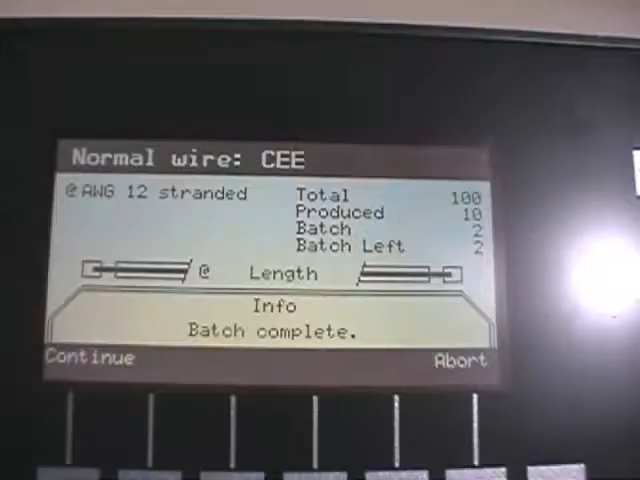 Normal wire: CEE
@ AWG 12 stranded
Total 100
Produced 10
Batch 2
Batch Left 2
@ Length
Info
Batch complete.
Continue Abort